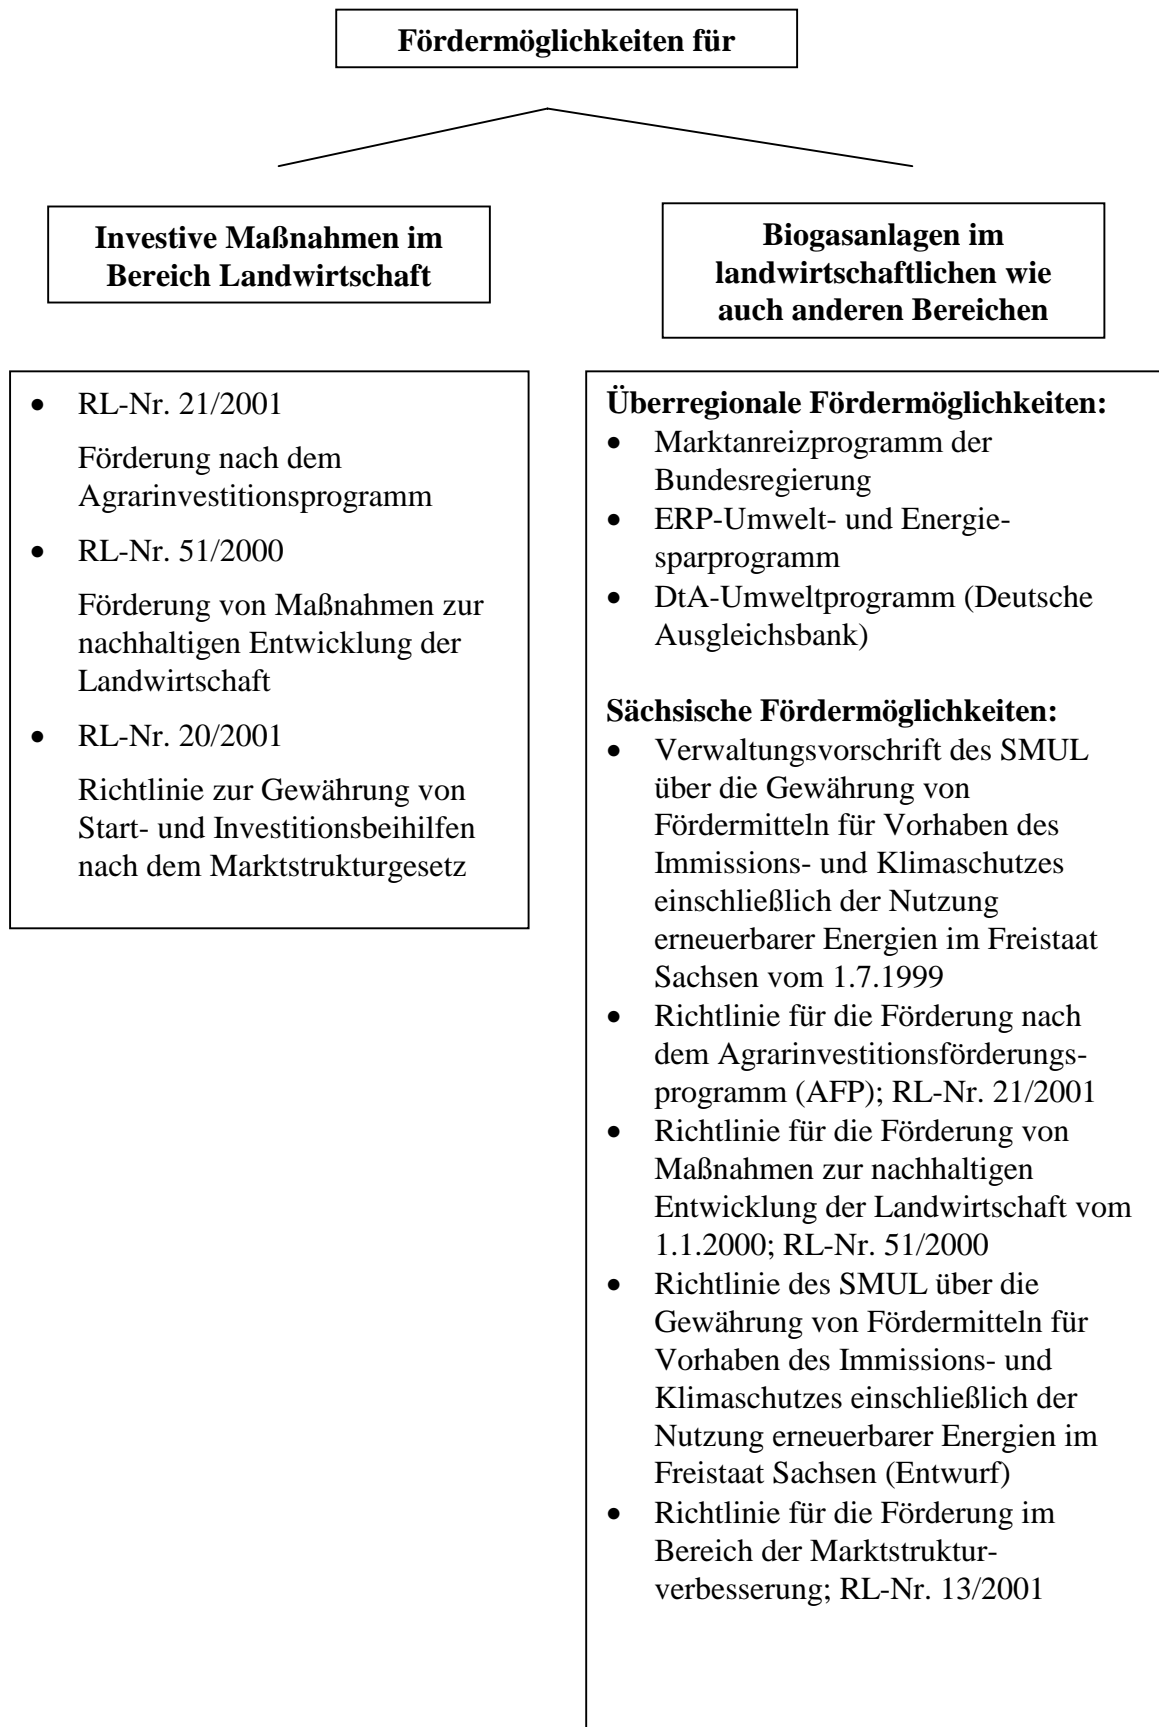 Fördermöglichkeiten für
Investive Maßnahmen im
Bereich Landwirtschaft
Biogasanlagen im
landwirtschaftlichen wie
auch anderen Bereichen
• RL-Nr. 21/2001
Förderung nach dem
Agrarinvestitionsprogramm
• RL-Nr. 51/2000
Förderung von Maßnahmen zur
nachhaltigen Entwicklung der
Landwirtschaft
• RL-Nr. 20/2001
Richtlinie zur Gewährung von
Start- und Investitionsbeihilfen
nach dem Marktstrukturgesetz
Überregionale Fördermöglichkeiten:
• Marktanreizprogramm der
Bundesregierung
• ERP-Umwelt- und Energie-
sparprogramm
• DtA-Umweltprogramm (Deutsche
Ausgleichsbank)
Sächsische Fördermöglichkeiten:
• Verwaltungsvorschrift des SMUL
über die Gewährung von
Fördermitteln für Vorhaben des
Immissions- und Klimaschutzes
einschließlich der Nutzung
erneuerbarer Energien im Freistaat
Sachsen vom 1.7.1999
• Richtlinie für die Förderung nach
dem Agrarinvestitionsförderungs-
programm (AFP); RL-Nr. 21/2001
• Richtlinie für die Förderung von
Maßnahmen zur nachhaltigen
Entwicklung der Landwirtschaft vom
1.1.2000; RL-Nr. 51/2000
• Richtlinie des SMUL über die
Gewährung von Fördermitteln für
Vorhaben des Immissions- und
Klimaschutzes einschließlich der
Nutzung erneuerbarer Energien im
Freistaat Sachsen (Entwurf)
• Richtlinie für die Förderung im
Bereich der Marktstruktur-
verbesserung; RL-Nr. 13/2001